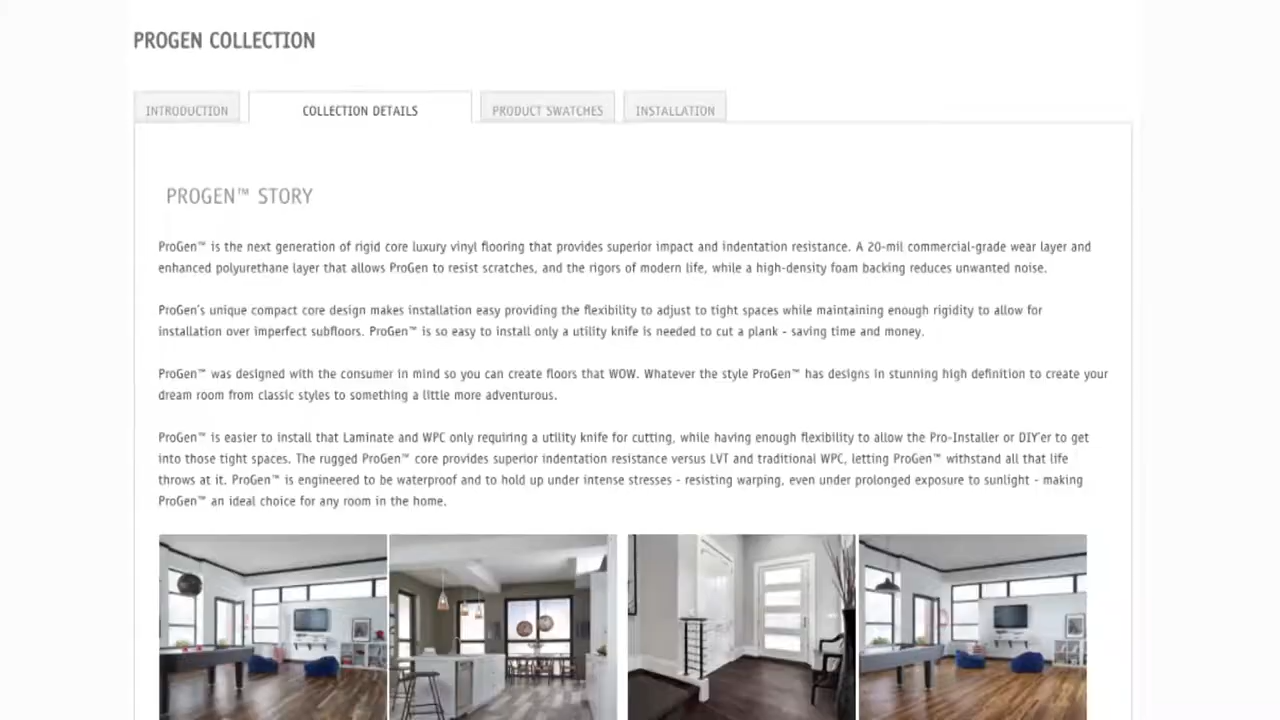 PROGEN COLLECTION
INTRODUCTION
COLLECTION DETAILS
PRODUCT SWATCHES
INSTALLATION
PROGEN™ STORY
ProGen™ is the next generation of rigid core luxury vinyl flooring that provides superior impact and indentation resistance. A 20-mil commercial-grade wear layer and
enhanced polyurethane layer that allows ProGen to resist scratches, and the rigors of modern life, while a high-density foam backing reduces unwanted noise.
ProGen's unique compact core design makes installation easy providing the flexibility to adjust to tight spaces while maintaining enough rigidity to allow for
installation over imperfect subfloors. ProGen™ is so easy to install only a utility knife is needed to cut a plank - saving time and money.
ProGen™ was designed with the consumer in mind so you can create floors that WOW. Whatever the style ProGen™ has designs in stunning high definition to create your
dream room from classic styles to something a little more adventurous.
ProGen™ is easier to install that Laminate and WPC only requiring a utility knife for cutting, while having enough flexibility to allow the Pro-Installer or DIY'er to get
into those tight spaces. The rugged ProGen™ core provides superior indentation resistance versus LVT and traditional WPC, letting ProGen™ withstand all that life
throws at it. ProGen™ is engineered to be waterproof and to hold up under intense stresses - resisting warping, even under prolonged exposure to sunlight - making
ProGen™ an ideal choice for any room in the home.